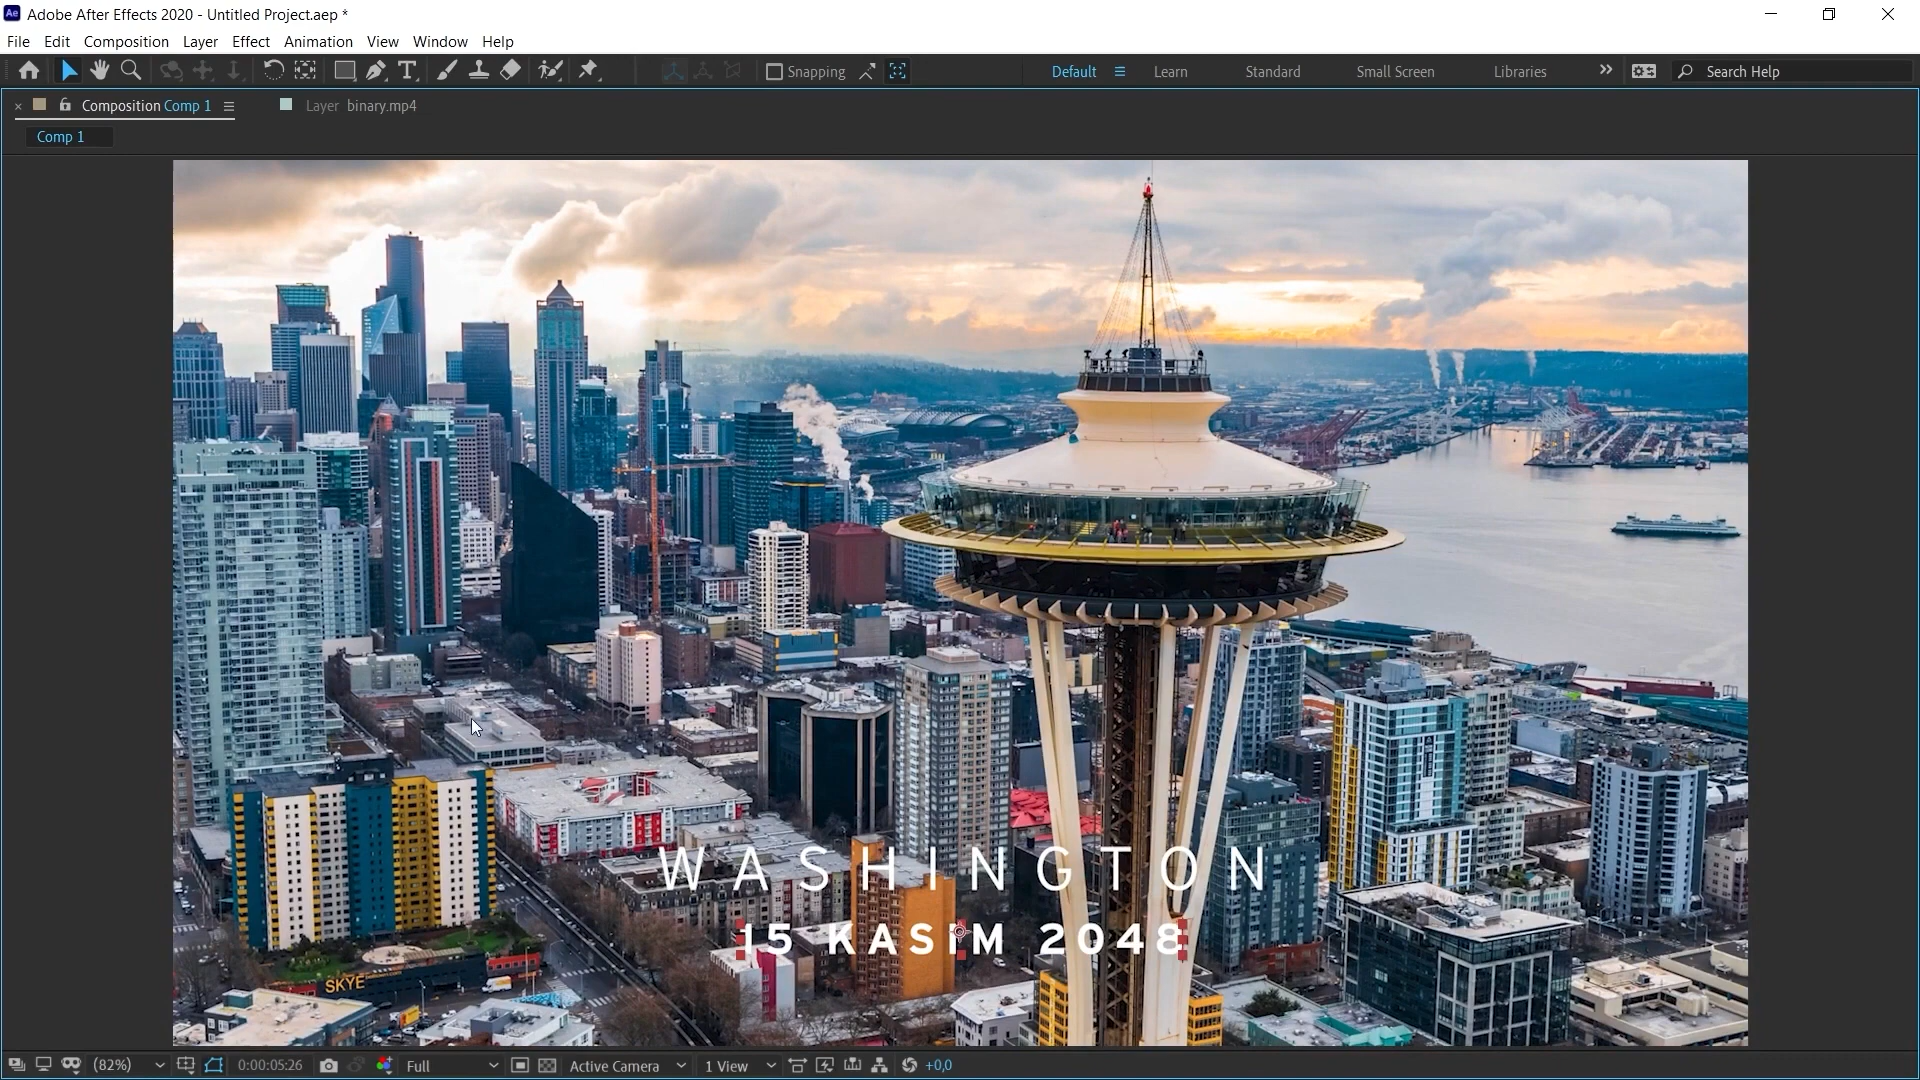 Adobe After Effects 2020 - Untitled Project.aep *
File Edit Composition Layer Effect Animation View Window Help
Snapping Default Learn Standard Small Screen Libraries Search Help
Composition Comp 1 Layer binary.mp4
Comp 1
WASHINGTON
15 KASIM 2048
SKYE
(82%) 0:00:05:26 Full Active Camera 1 View +0,0